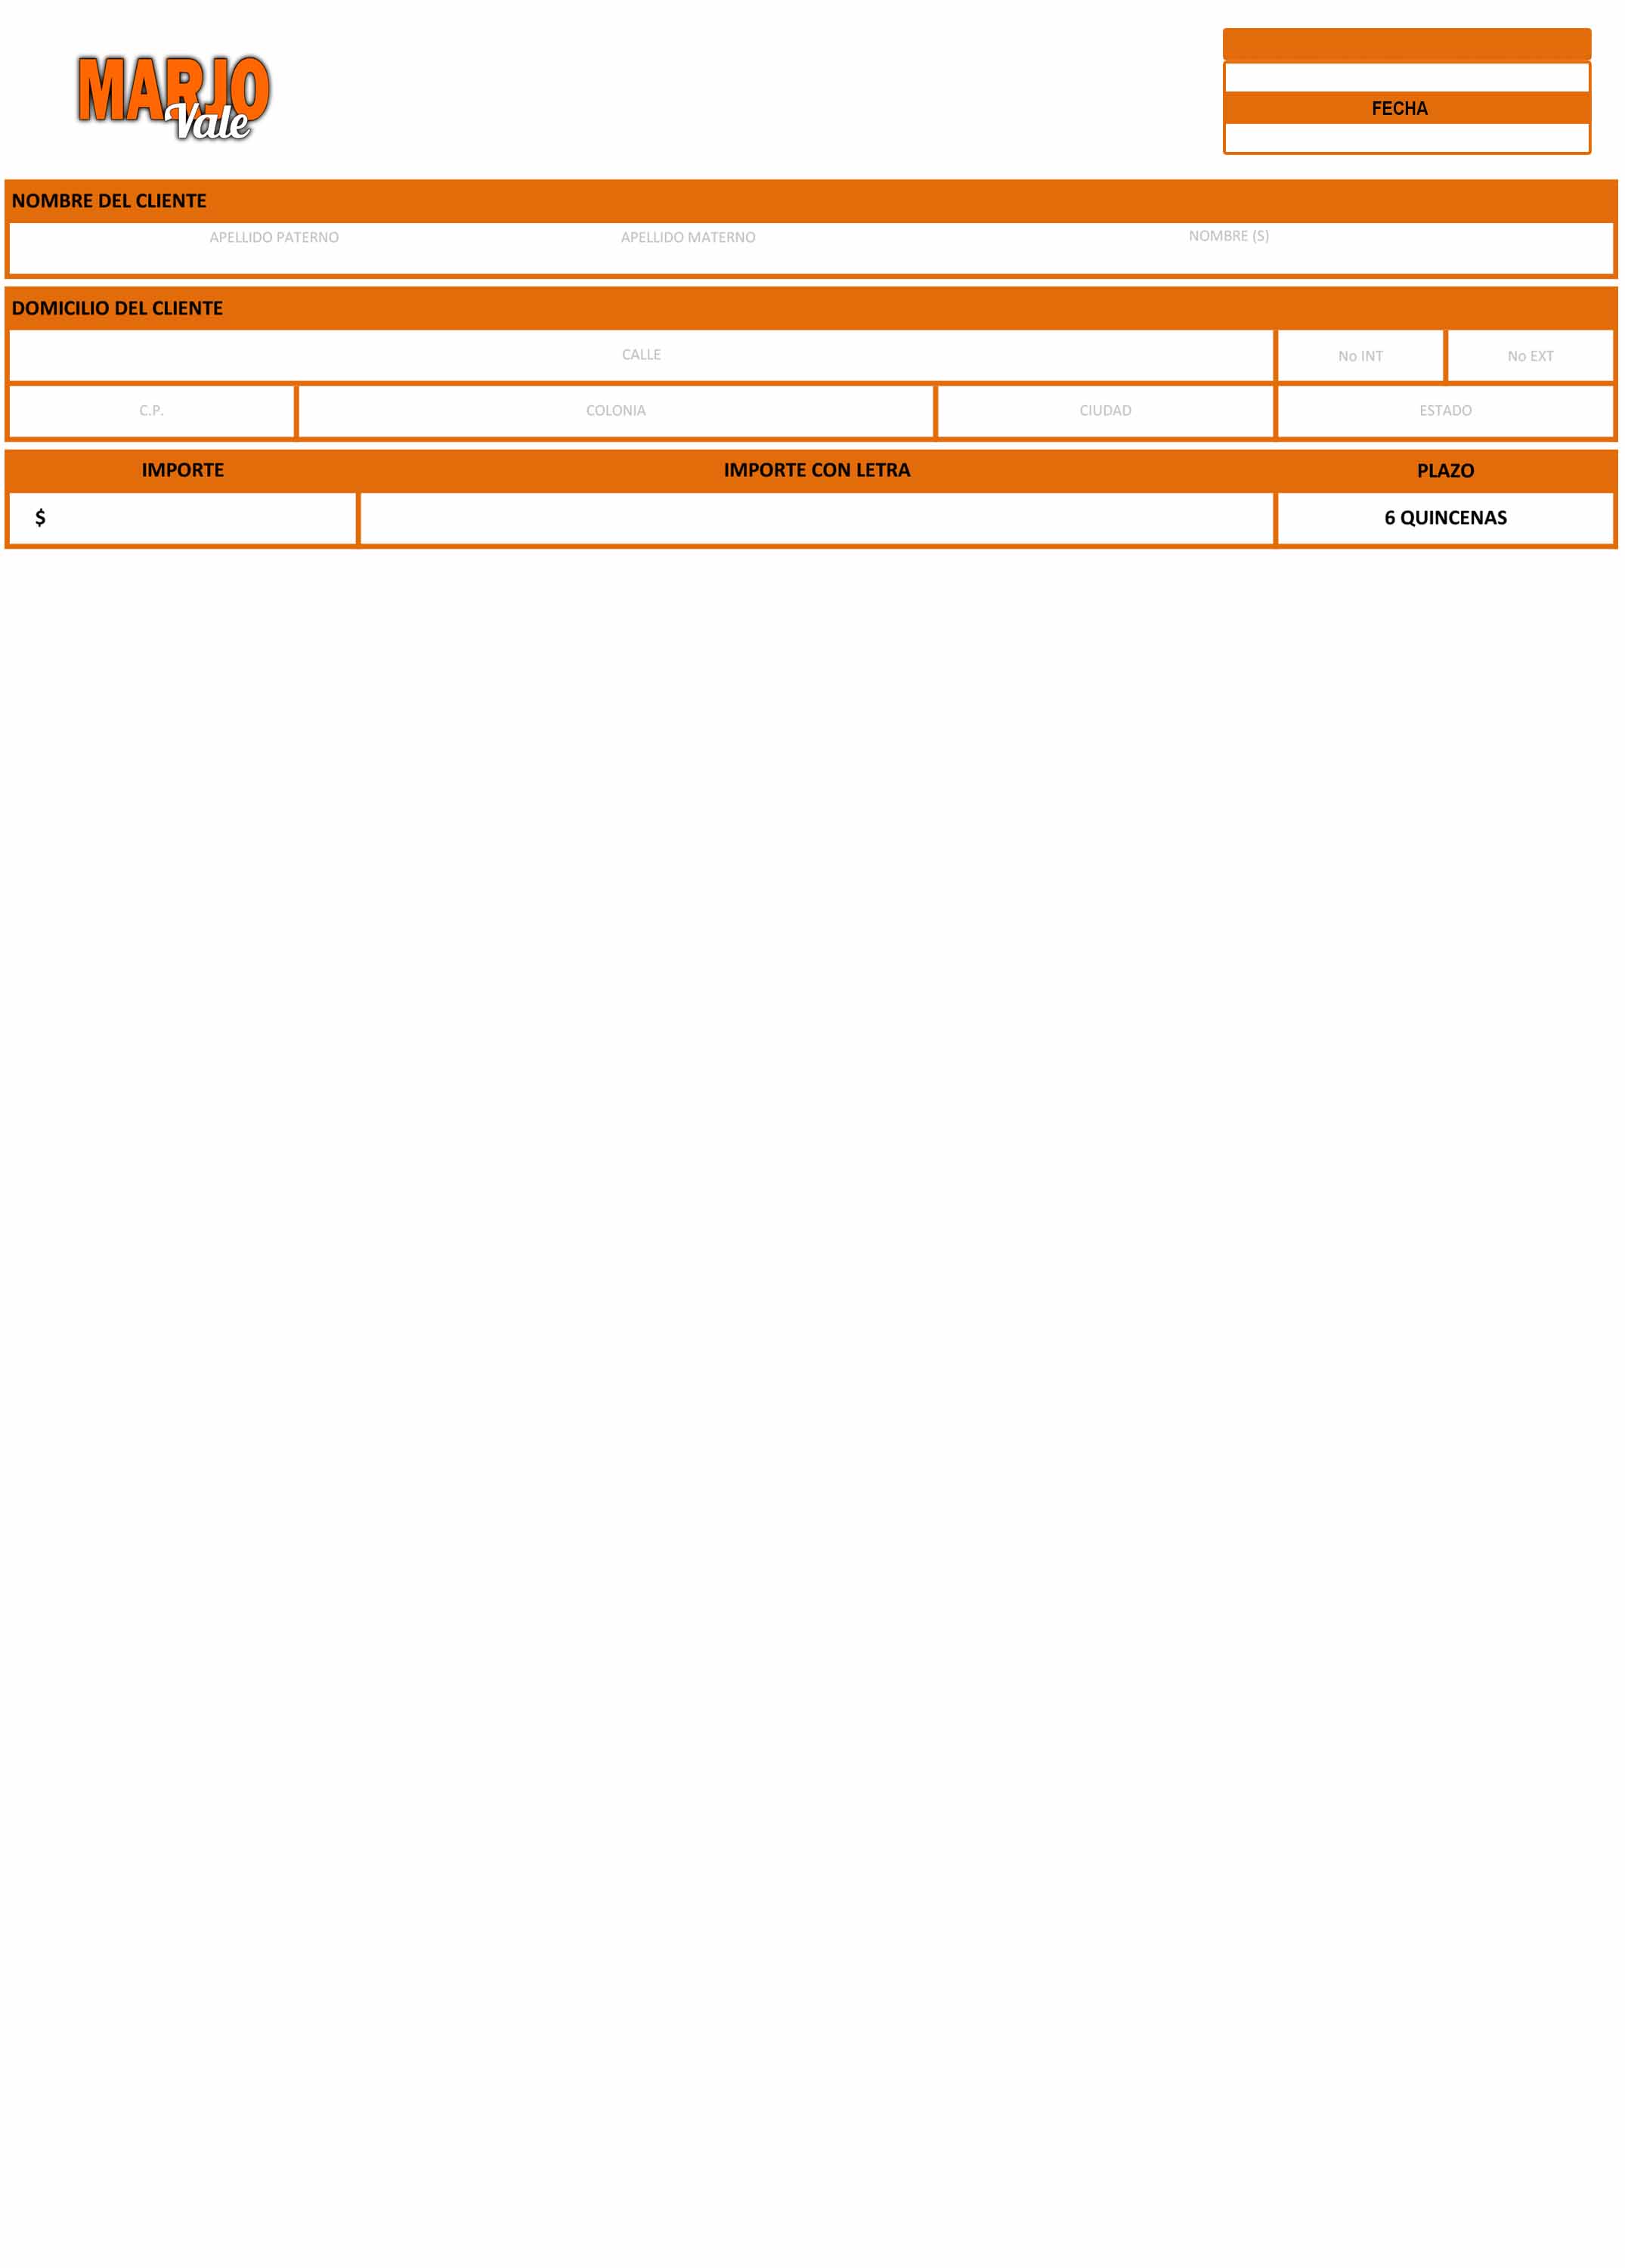 MARJO
Vale
FECHA
NOMBRE DEL CLIENTE
APELLIDO PATERNO APELLIDO MATERNO NOMBRE (S)
DOMICILIO DEL CLIENTE
CALLE No INT No EXT
C.P. COLONIA CIUDAD ESTADO
IMPORTE IMPORTE CON LETRA PLAZO
$ 6 QUINCENAS